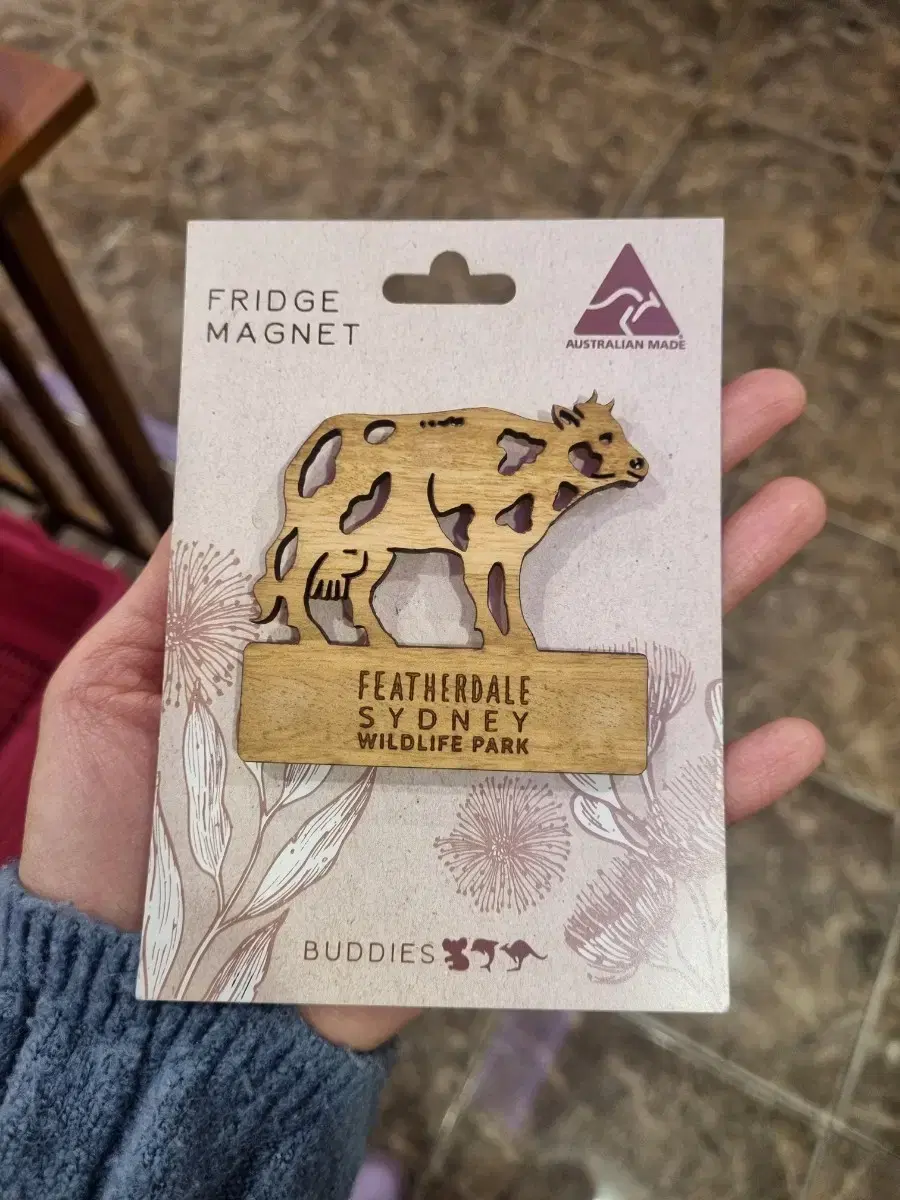 FRIDGE
MAGNET
AUSTRALIAN MADE
FEATHERDALE
SYDNEY
WILDLIFE PARK
BUDDIES